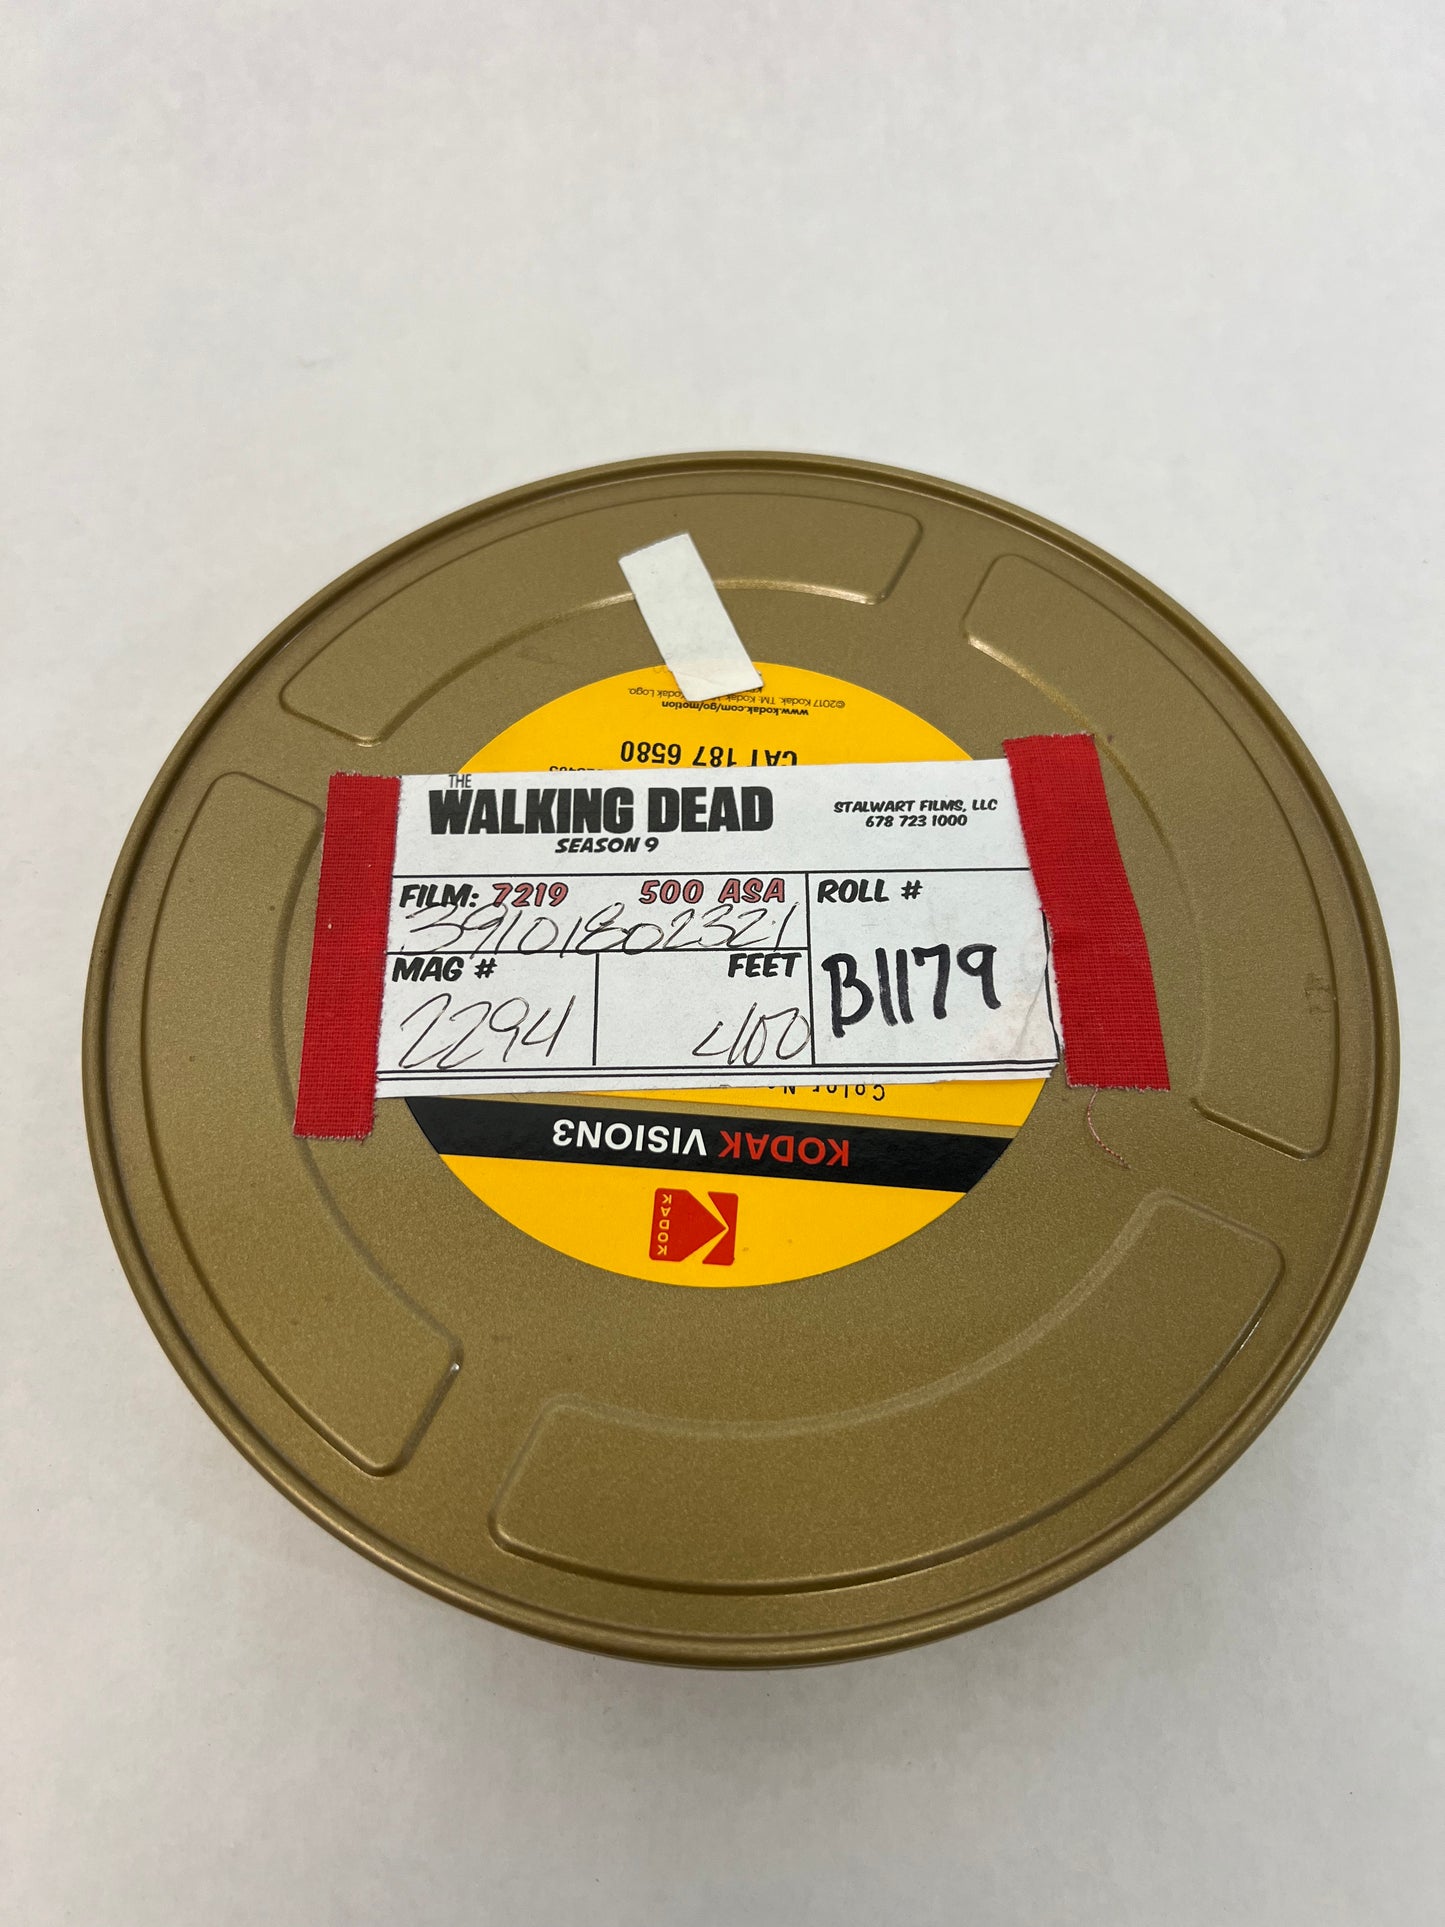 THE
WALKING DEAD
SEASON 9
STALWART FILMS, LLC
678 723 1000
FILM: 7219 500 ASA
39101802321
ROLL #
B1179
MAG #
2294
FEET
400
KODAK VISION3
KODAK
CAT 187 6580
www.kodak.com/go/motion
©2017 Kodak. TM: Kodak
Kodak Logo.
Color